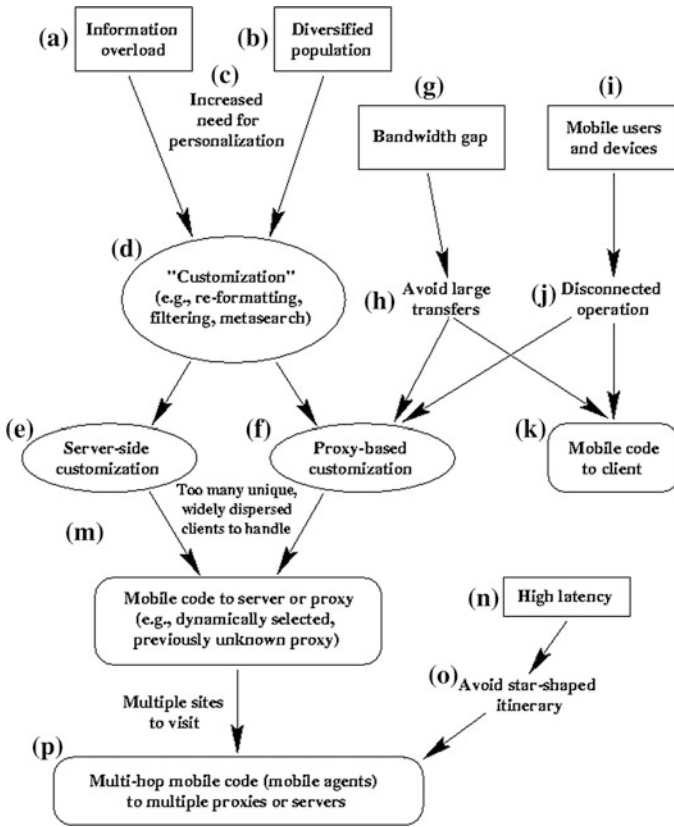 (a)
Information
overload
(b)
Diversified
population
(c)
Increased
need for
personalization
(g)
Bandwidth gap
(i)
Mobile users
and devices
(d)
"Customization"
(e.g., re-formatting,
filtering, metasearch)
(h)
Avoid large
transfers
(j)
Disconnected
operation
(e)
Server-side
customization
(f)
Proxy-based
customization
(k)
Mobile code
to client
Too many unique,
widely dispersed
clients to handle
(m)
Mobile code to server or proxy
(e.g., dynamically selected,
previously unknown proxy)
(n)
High latency
(o)
Avoid star-shaped
itinerary
Multiple sites
to visit
(p)
Multi-hop mobile code (mobile agents)
to multiple proxies or servers